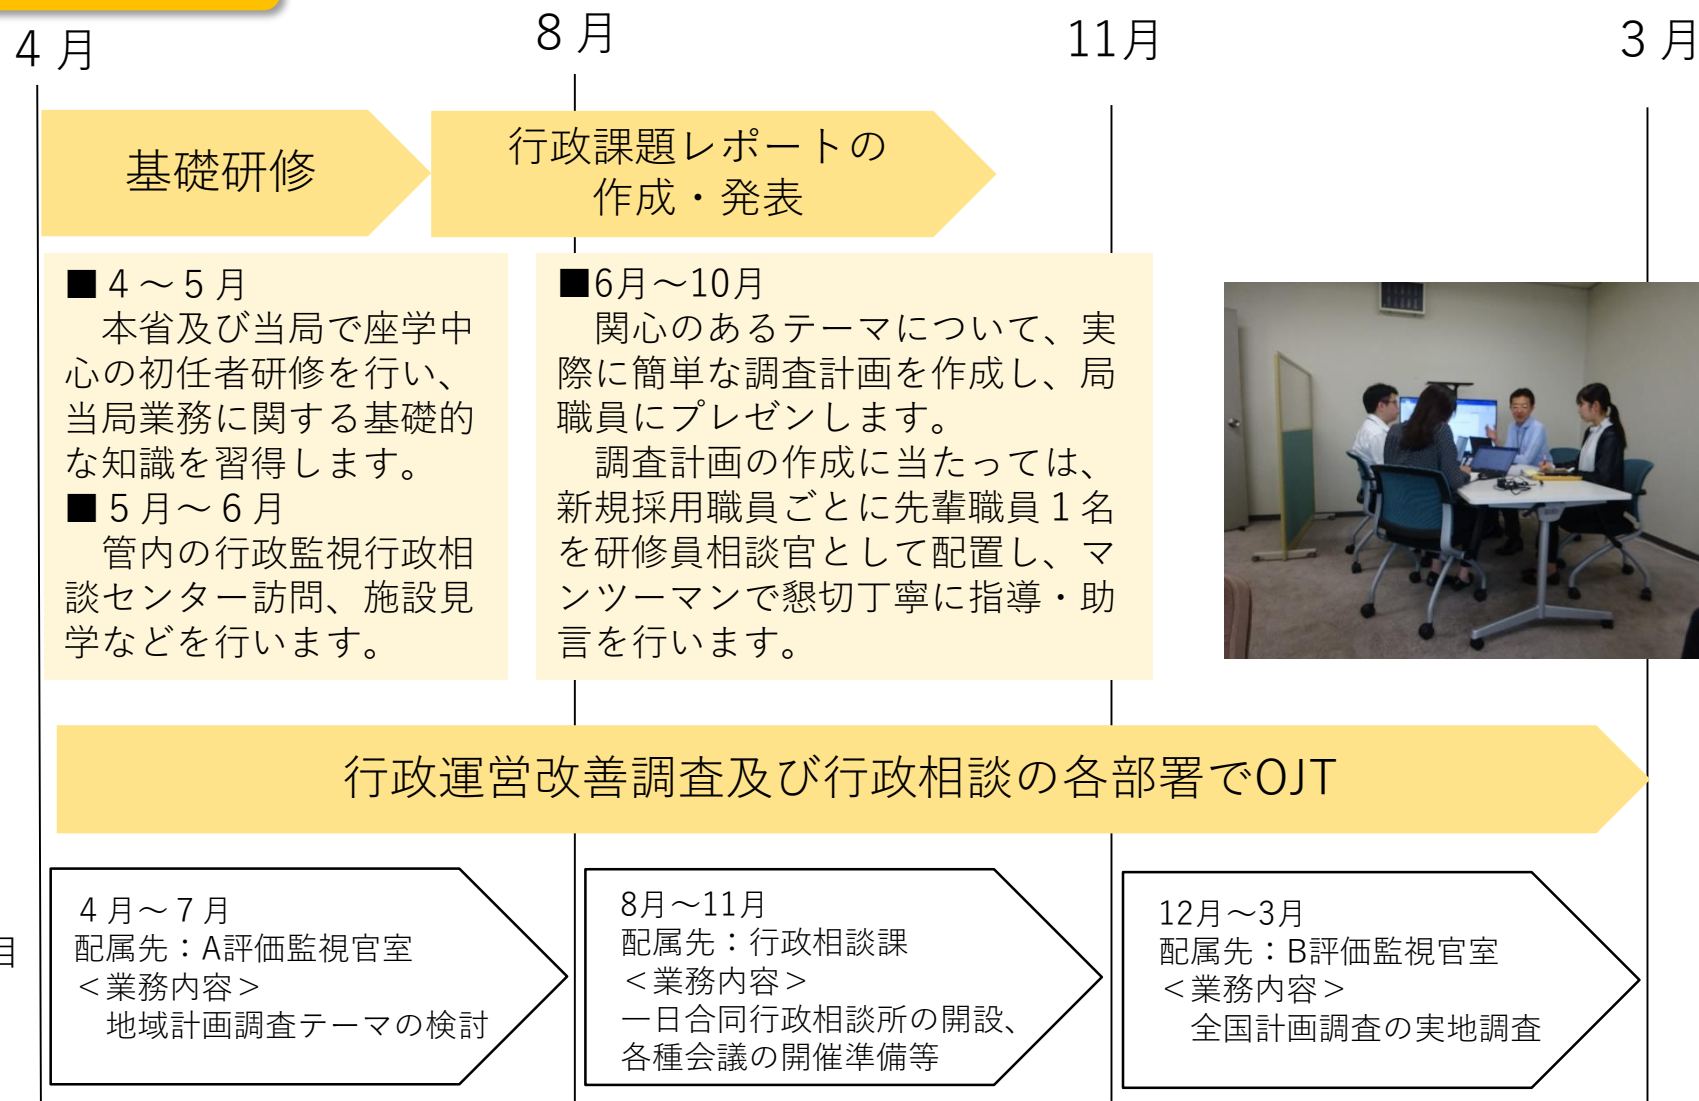 4月
8月
11月
3月
基礎研修
行政課題レポートの
作成・発表
■4～5月
本省及び当局で座学中
心の初任者研修を行い、
当局業務に関する基礎的
な知識を習得します。
■5月～6月
管内の行政監視行政相
談センター訪問、施設見
学などを行います。
■6月～10月
関心のあるテーマについて、実
際に簡単な調査計画を作成し、局
職員にプレゼンします。
調査計画の作成に当たっては、
新規採用職員ごとに先輩職員１名
を研修員相談官として配置し、マ
ンツーマンで懇切丁寧に指導・助
言を行います。
行政運営改善調査及び行政相談の各部署でOJT
4月～7月
配属先：A評価監視官室
＜業務内容＞
地域計画調査テーマの検討
8月～11月
配属先：行政相談課
＜業務内容＞
一日合同行政相談所の開設、
各種会議の開催準備等
12月～3月
配属先：B評価監視官室
＜業務内容＞
全国計画調査の実地調査